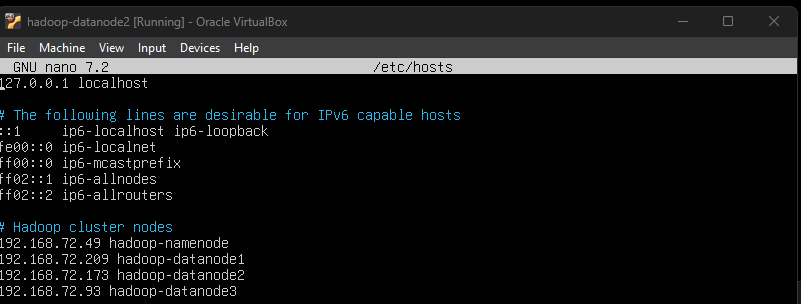 hadoop-datanode2 [Running] - Oracle VirtualBox
File Machine View Input Devices Help
GNU nano 7.2 /etc/hosts
127.0.0.1 localhost
# The following lines are desirable for IPv6 capable hosts
::1 ip6-localhost ip6-loopback
fe00::0 ip6-localnet
ff00::0 ip6-mcastprefix
ff02::1 ip6-allnodes
ff02::2 ip6-allrouters
# Hadoop cluster nodes
192.168.72.49 hadoop-namenode
192.168.72.209 hadoop-datanode1
192.168.72.173 hadoop-datanode2
192.168.72.93 hadoop-datanode3